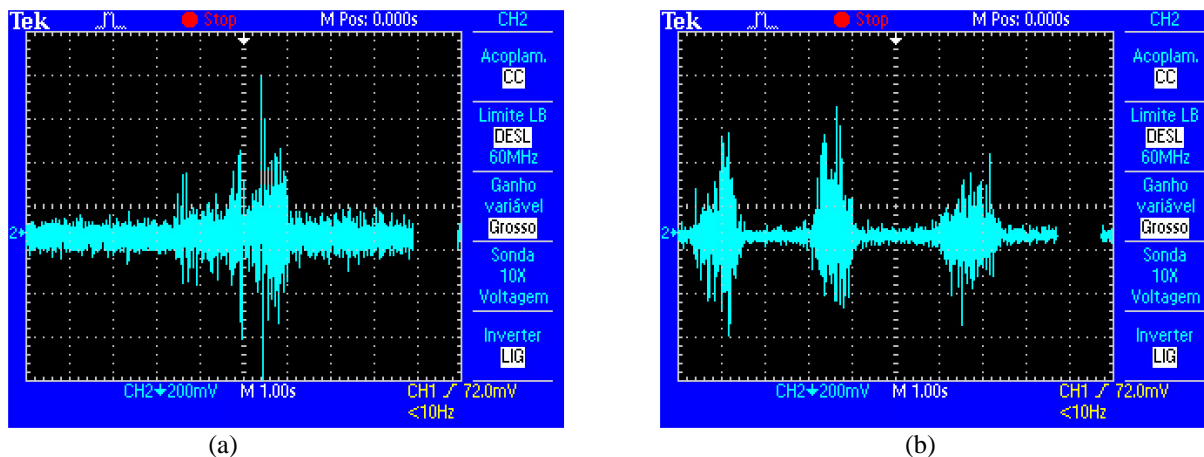 Tek Stop M Pos: 0.000s CH2
Acoplam.
CC
Limite LB
DESL
60MHz
Ganho
variável
Grosso
Sonda
10X
Voltagem
Inverter
LIG
2
CH2 200mV M 1.00s CH1 72.0mV
<10Hz
(a)
Tek Stop M Pos: 0.000s CH2
Acoplam.
CC
Limite LB
DESL
60MHz
Ganho
variável
Grosso
Sonda
10X
Voltagem
Inverter
LIG
2
CH2 200mV M 1.00s CH1 72.0mV
<10Hz
(b)